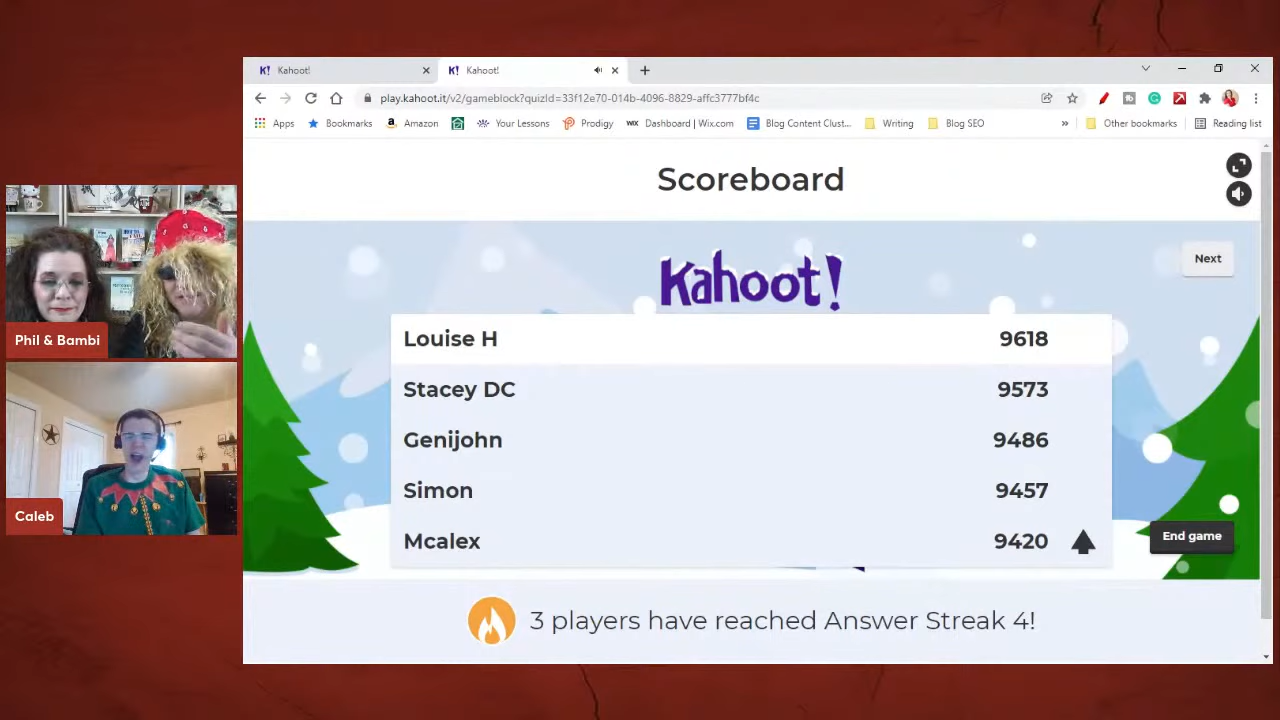 Kahoot!
Kahoot!
play.kahoot.it/v2/gameblock?quizId=33f12e70-014b-4096-8829-affc3777bf4c
Apps
Bookmarks
Amazon
Your Lessons
Prodigy
WIX Dashboard | Wix.com
Blog Content Clust...
Writing
Blog SEO
»
Other bookmarks
Reading list
Scoreboard
Kahoot!
Next
Louise H 9618
Stacey DC 9573
Genijohn 9486
Simon 9457
Mcalex 9420
End game
3 players have reached Answer Streak 4!
Phil & Bambi
Caleb